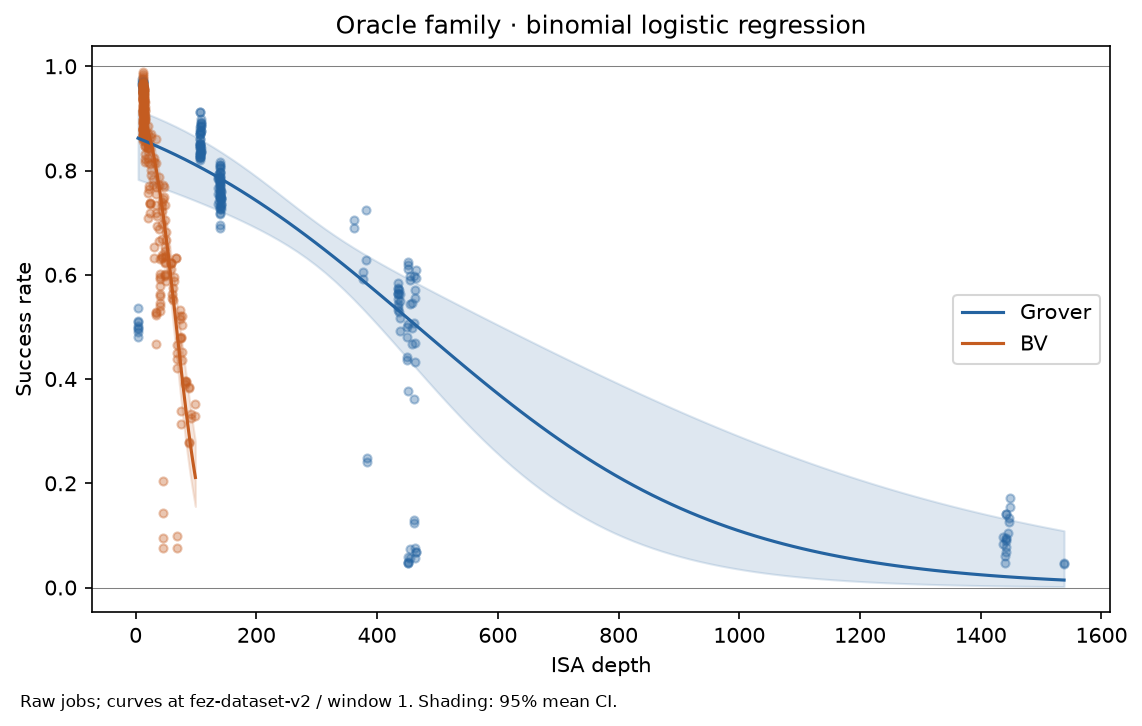 Oracle family · binomial logistic regression
Success rate
1.0
0.8
0.6
0.4
0.2
0.0
Grover
BV
0 200 400 600 800 1000 1200 1400 1600
ISA depth
Raw jobs; curves at fez-dataset-v2 / window 1. Shading: 95% mean CI.